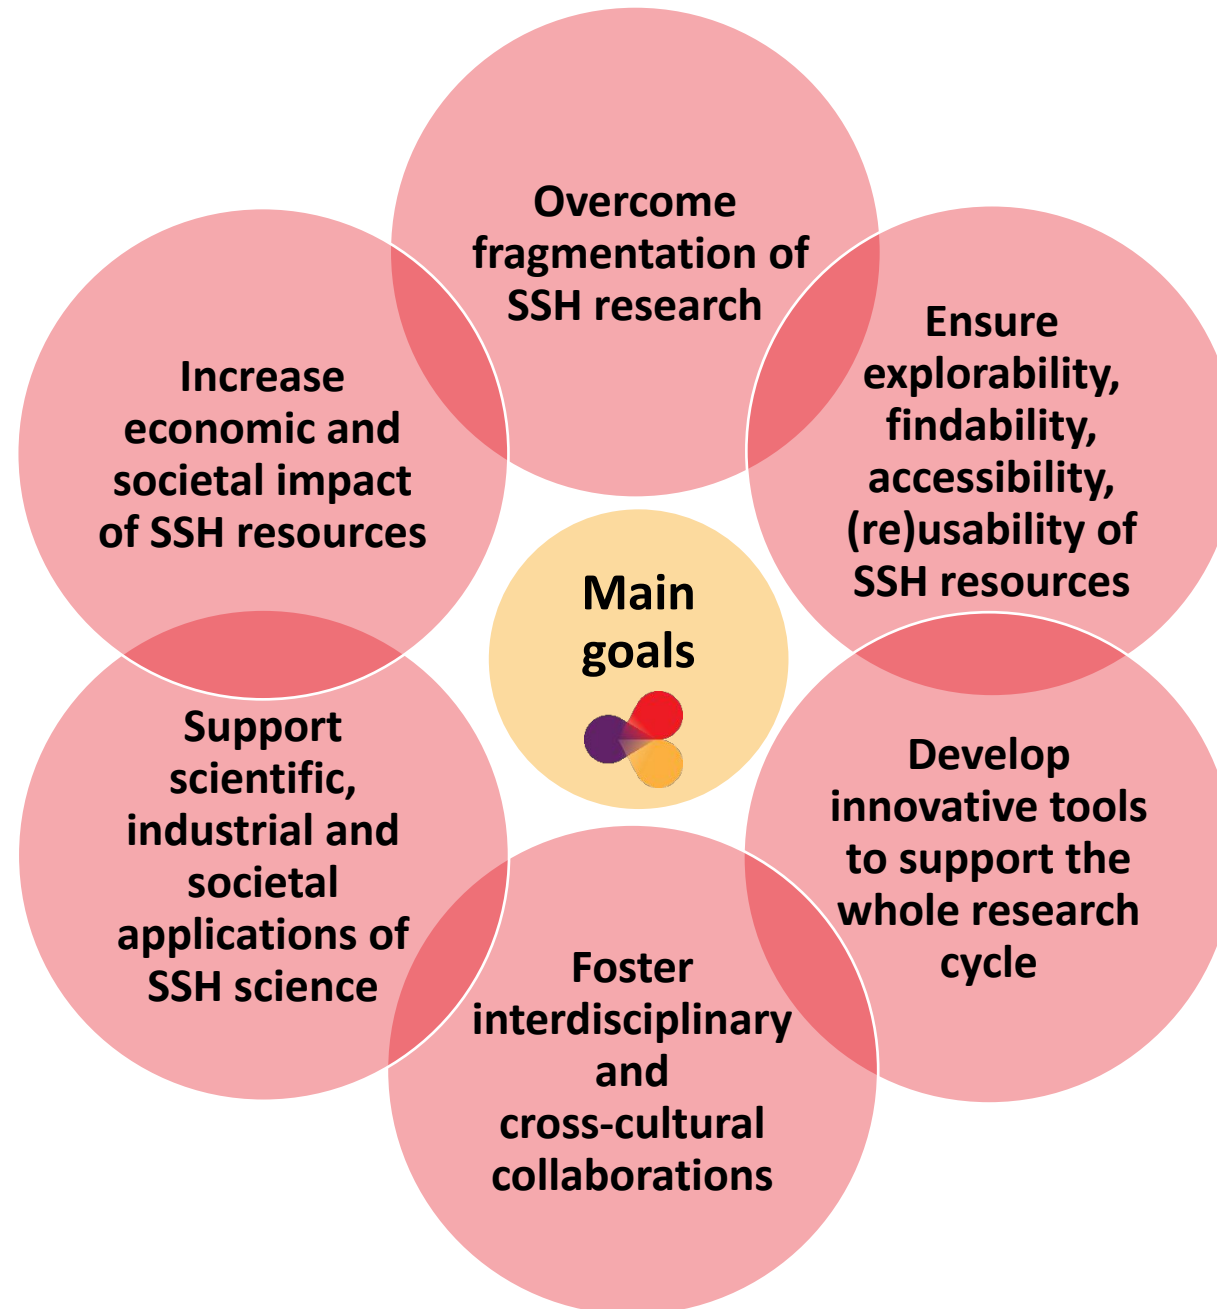 Overcome
fragmentation of
SSH research
Ensure
explorability,
findability,
accessibility,
(re)usability of
SSH resources
Develop
innovative tools
to support the
whole research
cycle
Foster
interdisciplinary
and
cross-cultural
collaborations
Support
scientific,
industrial and
societal
applications of
SSH science
Increase
economic and
societal impact
of SSH resources
Main
goals